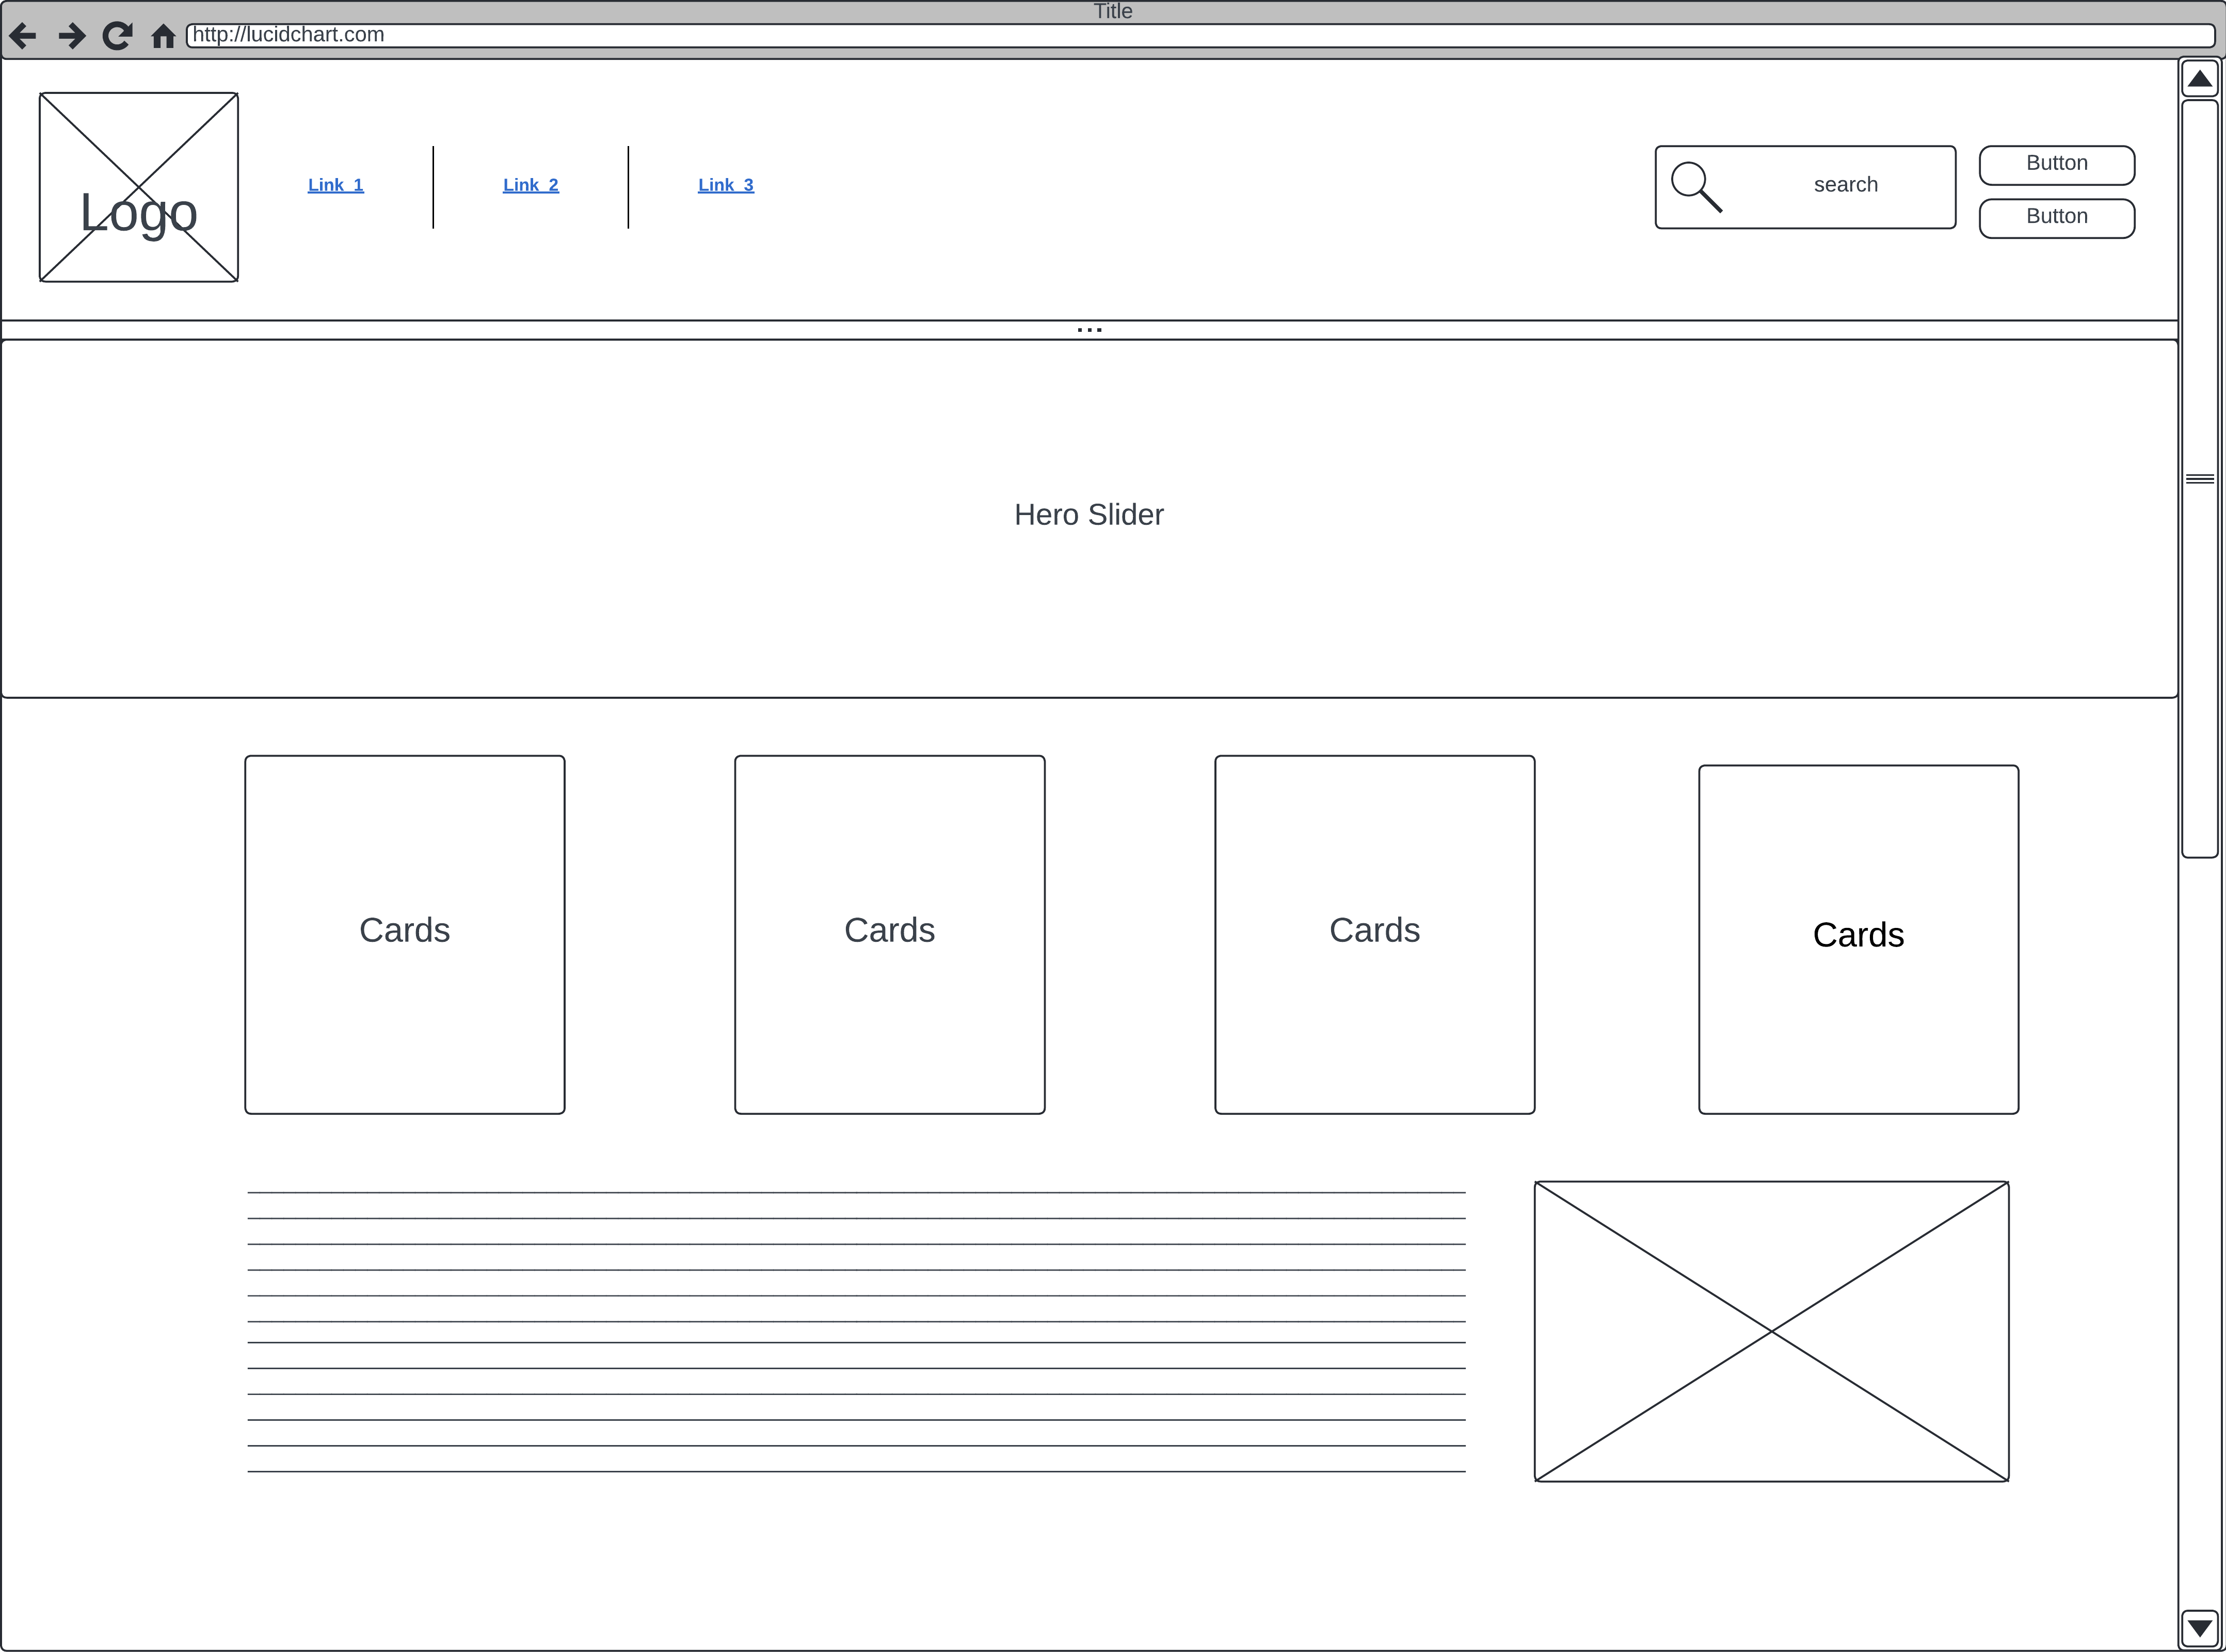 Title
http://lucidchart.com
Logo
Link 1
Link 2
Link 3
search
Button
Button
...
Hero Slider
Cards
Cards
Cards
Cards